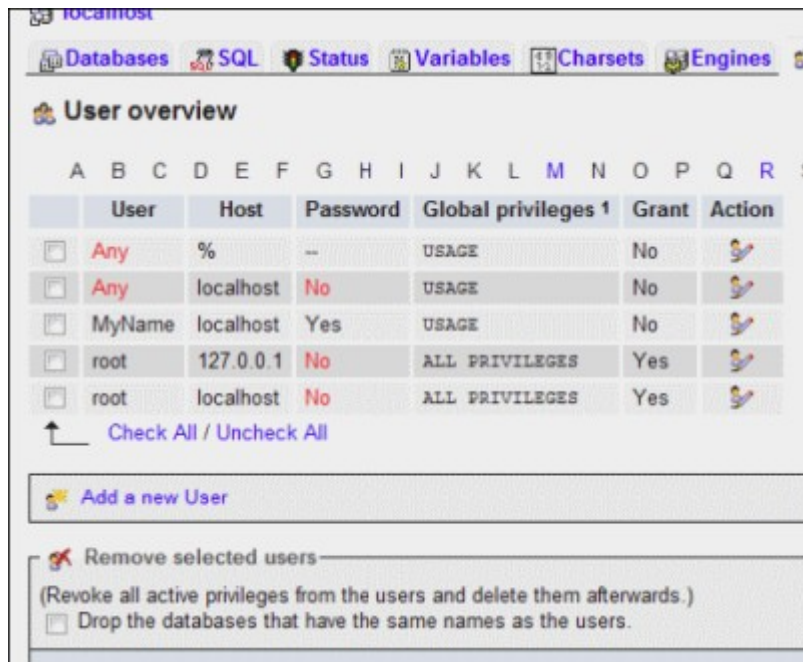 localhost
Databases SQL Status Variables Charsets Engines
User overview
A B C D E F G H I J K L M N O P Q R
User Host Password Global privileges 1 Grant Action
Any % -- USAGE No
Any localhost No USAGE No
MyName localhost Yes USAGE No
root 127.0.0.1 No ALL PRIVILEGES Yes
root localhost No ALL PRIVILEGES Yes
Check All / Uncheck All
Add a new User
Remove selected users
(Revoke all active privileges from the users and delete them afterwards.)
Drop the databases that have the same names as the users.